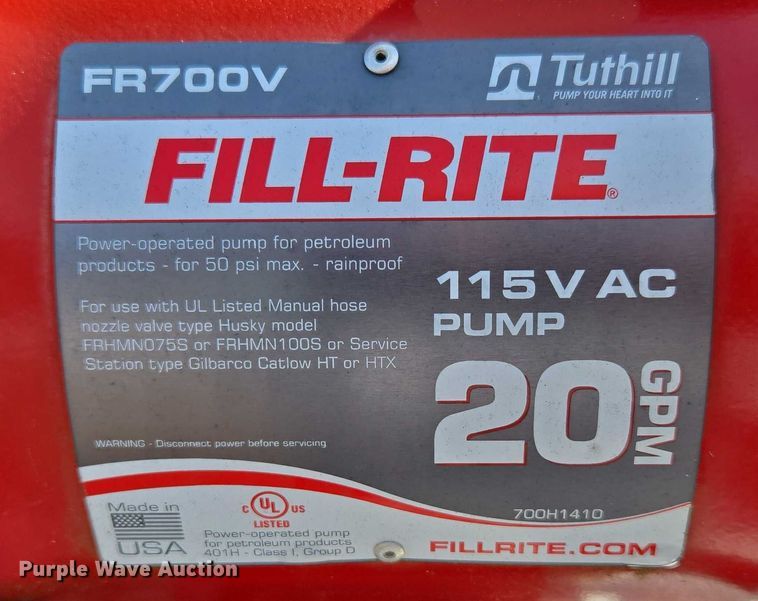 FR700V
Tuthill
PUMP YOUR HEART INTO IT
FILL-RITE®
Power-operated pump for petroleum
products - for 50 psi max. - rainproof
For use with UL Listed Manual hose
nozzle valve type Husky model
FRHMN075S or FRHMN100S or Service
Station type Gilbarco Catlow HT or HTX
WARNING - Disconnect power before servicing
115V AC
PUMP
20
GPM
Made in
USA
C UL US
LISTED
Power-operated pump
for petroleum products
401H - Class I, Group D
700H1410
FILLRITE.COM
Purple Wave Auction